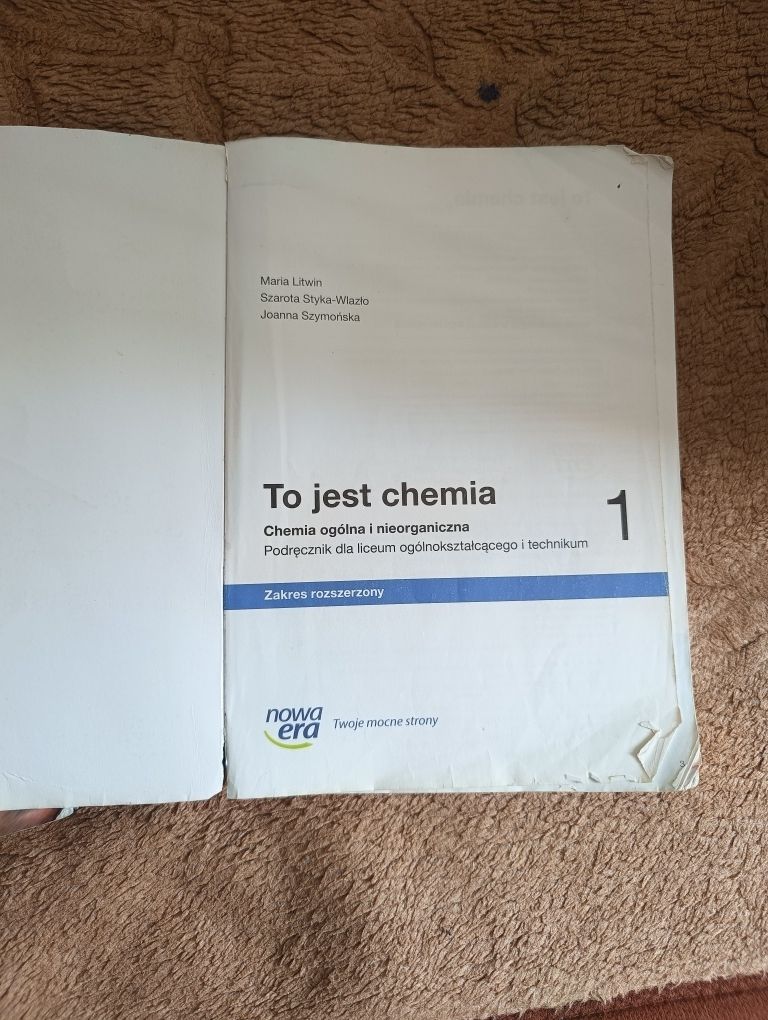 Maria Litwin
Szarota Styka-Wlazło
Joanna Szymońska
To jest chemia
1
Chemia ogólna i nieorganiczna
Podręcznik dla liceum ogólnokształcącego i technikum
Zakres rozszerzony
nowa
era
Twoje mocne strony
3